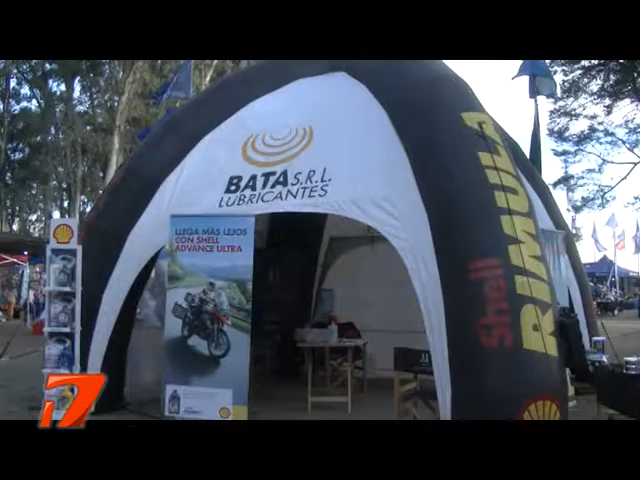 BATA S.R.L.
LUBRICANTES
LLEGA MÁS LEJOS
CON SHELL
ADVANCE ULTRA
Shell
RIMULA